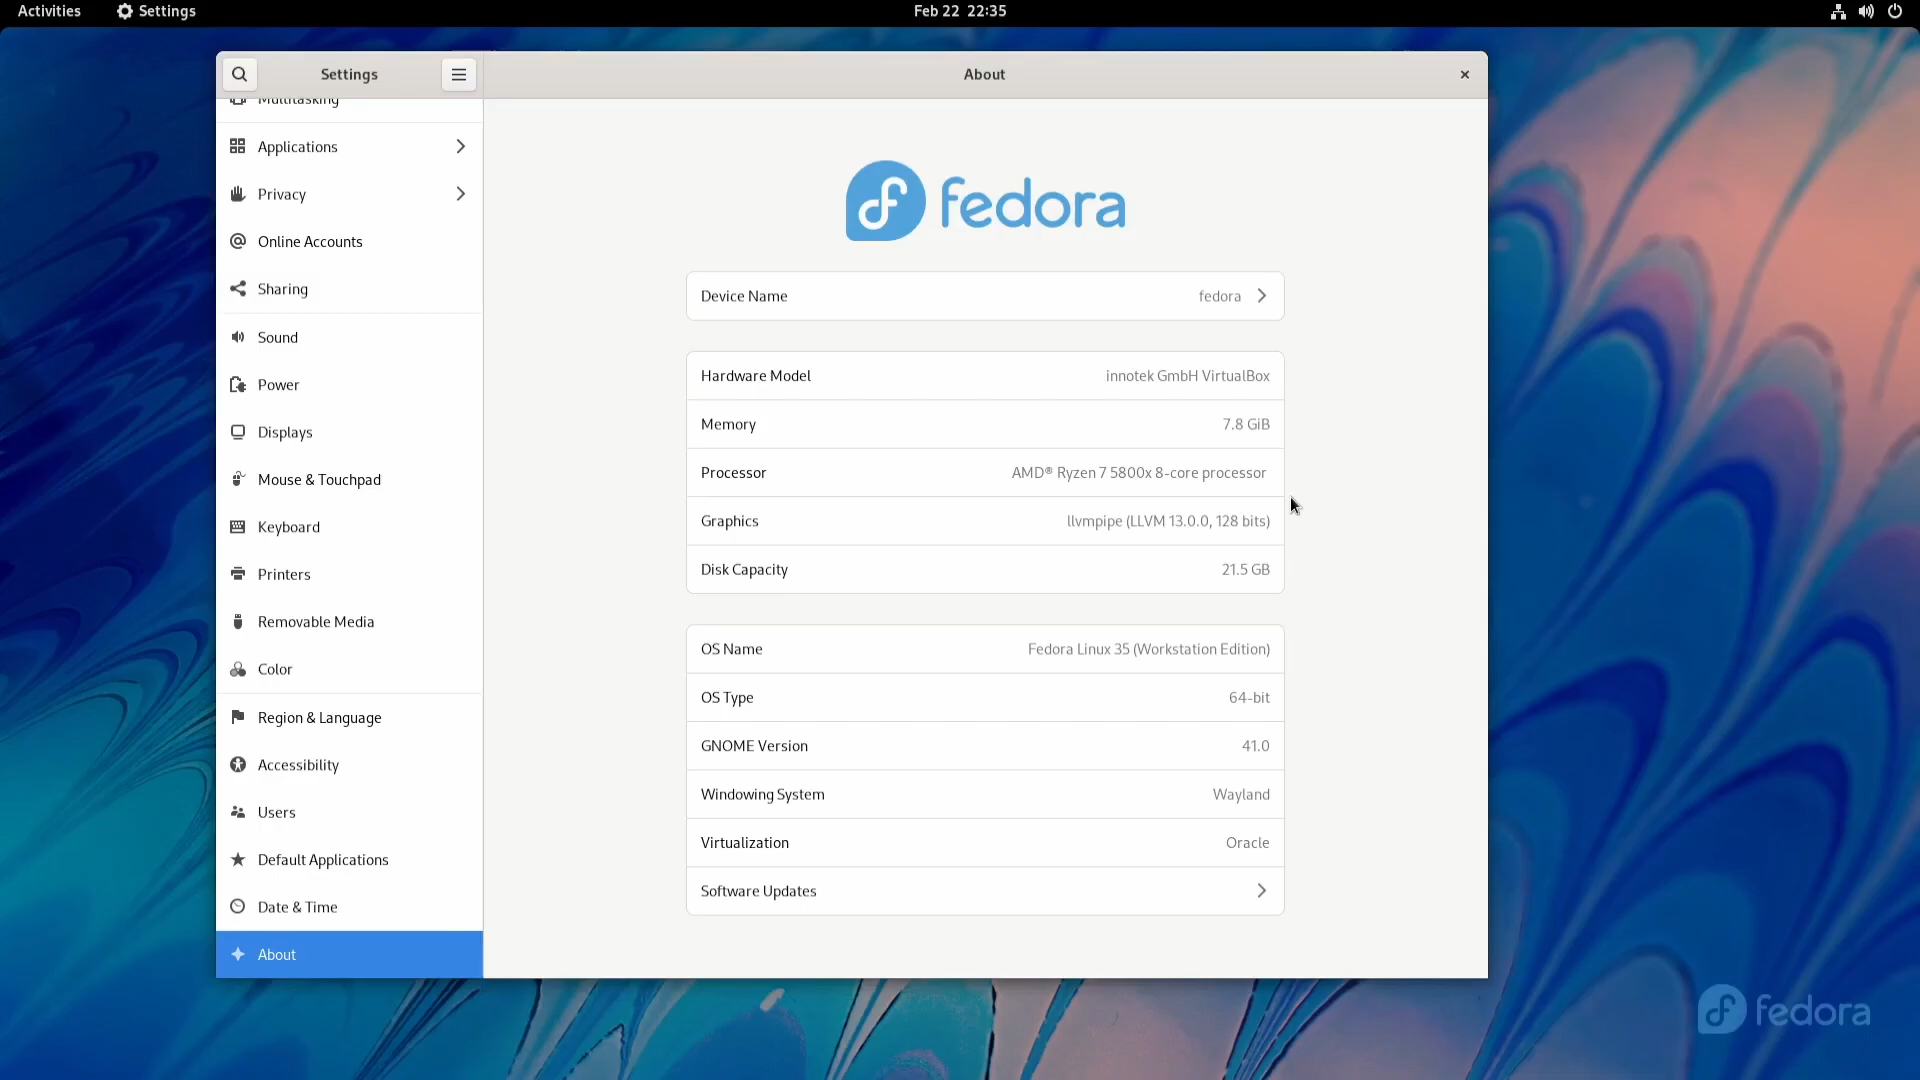 Activities Settings Feb 22 22:35
Settings
About
Multitasking
Applications
Privacy
Online Accounts
Sharing
Sound
Power
Displays
Mouse & Touchpad
Keyboard
Printers
Removable Media
Color
Region & Language
Accessibility
Users
Default Applications
Date & Time
About
fedora
Device Name fedora
Hardware Model innotek GmbH VirtualBox
Memory 7.8 GiB
Processor AMD® Ryzen 7 5800x 8-core processor
Graphics llvmpipe (LLVM 13.0.0, 128 bits)
Disk Capacity 21.5 GB
OS Name Fedora Linux 35 (Workstation Edition)
OS Type 64-bit
GNOME Version 41.0
Windowing System Wayland
Virtualization Oracle
Software Updates
fedora